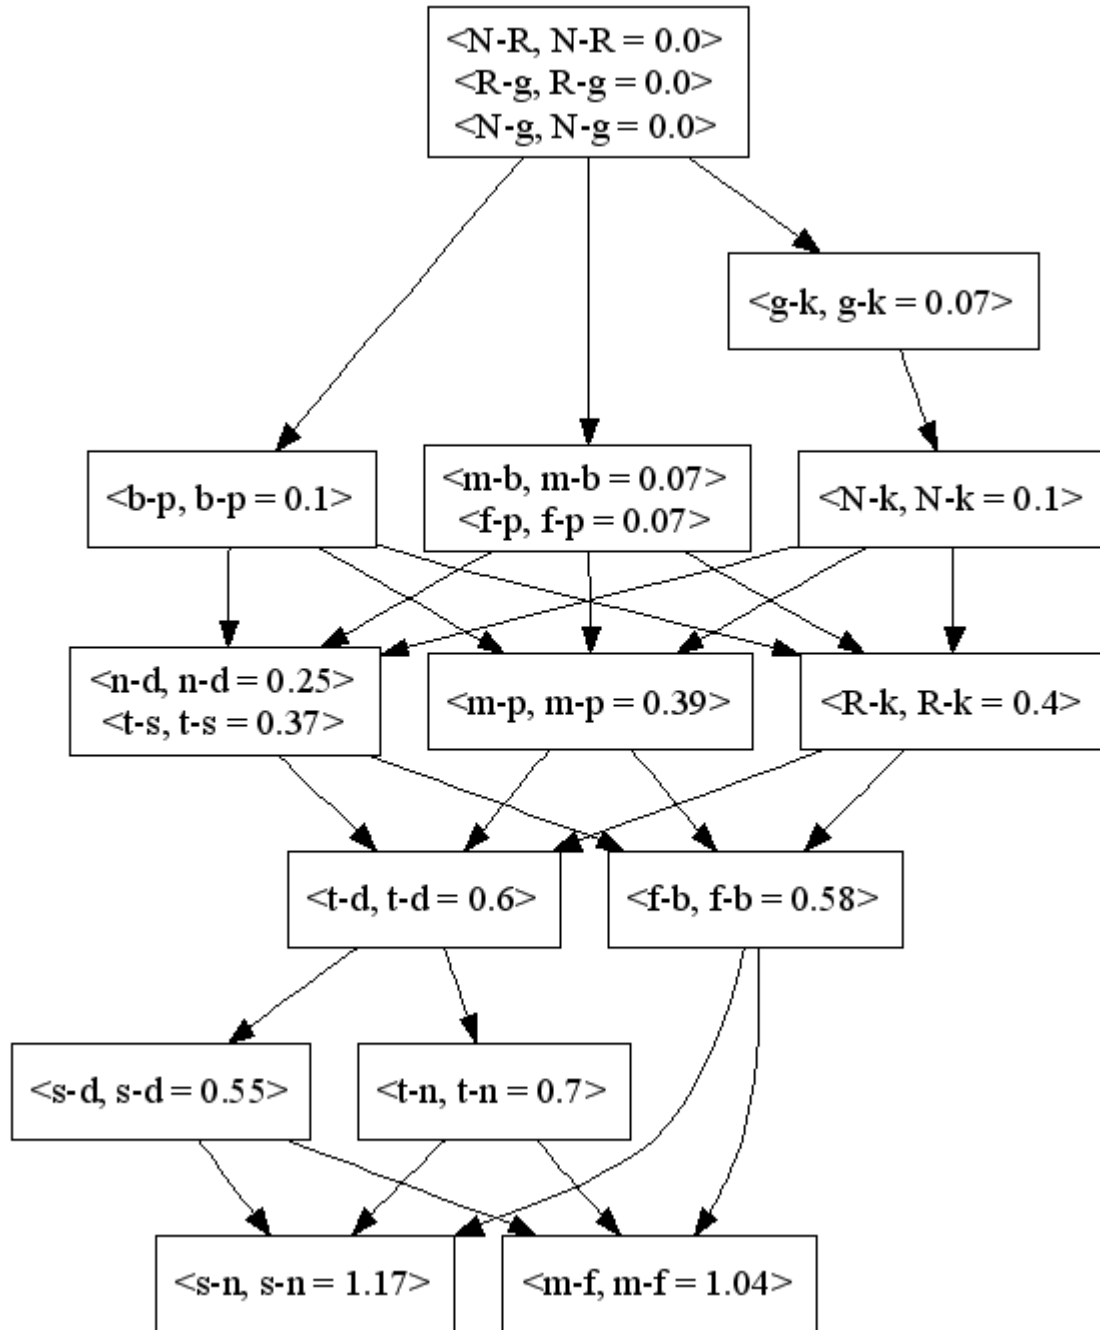 <N-R, N-R = 0.0>
<R-g, R-g = 0.0>
<N-g, N-g = 0.0>
<g-k, g-k = 0.07>
<b-p, b-p = 0.1>
<m-b, m-b = 0.07>
<f-p, f-p = 0.07>
<N-k, N-k = 0.1>
<n-d, n-d = 0.25>
<t-s, t-s = 0.37>
<m-p, m-p = 0.39>
<R-k, R-k = 0.4>
<t-d, t-d = 0.6>
<f-b, f-b = 0.58>
<s-d, s-d = 0.55>
<t-n, t-n = 0.7>
<s-n, s-n = 1.17>
<m-f, m-f = 1.04>